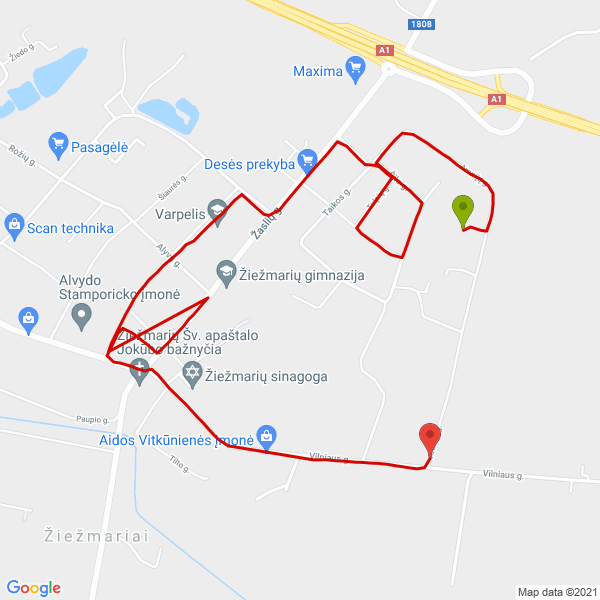 1808
A1
Maxima
A1
Žiedo g.
Rožių g.
Pasagėlė
Desės prekyba
Šiaurės g.
Taikos g.
Varpelis
Žaslių g.
Scan technika
Alyvų g.
Žiežmarių gimnazija
Alvydo
Stamporicko įmonė
Žiežmarių Šv. apaštalo
Jokūbo bažnyčia
Žiežmarių sinagoga
Paupio g.
Aidos Vitkūnienės įmonė
Tilto g.
Vilniaus g.
Vilniaus g.
Žiežmariai
Google
Map data ©2021